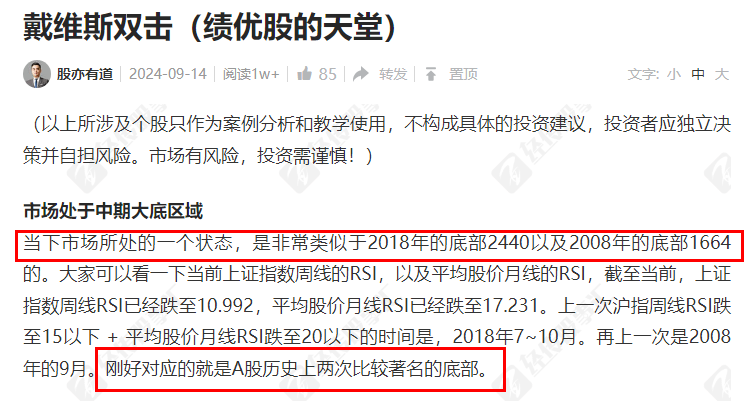 戴维斯双击（绩优股的天堂）
股亦有道 2024-09-14 阅读1w+ 85 转发 置顶 文字: 小 中 大
（以上所涉及个股只作为案例分析和教学使用，不构成具体的投资建议，投资者应独立决
策并自担风险。市场有风险，投资需谨慎！）
市场处于中期大底区域
当下市场所处的一个状态，是非常类似于2018年的底部2440以及2008年的底部1664
的。大家可以看一下当前上证指数周线的RSI，以及平均股价月线的RSI，截至当前，上证
指数周线RSI已经跌至10.992，平均股价月线RSI已经跌至17.231。上一次沪指周线RSI跌
至15以下 + 平均股价月线RSI跌至20以下的时间是，2018年7~10月。再上一次是2008
年的9月。刚好对应的就是A股历史上两次比较著名的底部。